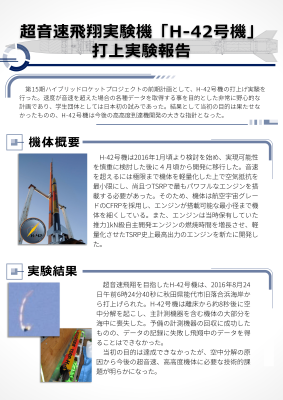 超音速飛翔実験機「H-42号機」
打上実験報告
第15期ハイブリッドロケットプロジェクトの前期計画として、H-42号機の打上げ実験を
行った。速度が音速を超える場合の各種データを取得する事を目的とした非常に野心的な
計画であり、学生団体としては日本初の試みであった。結果として当初の目的は果たせな
かったものの、H-42号機は今後の高高度到達機開発の大きな指針となった。
機体概要
H-42号機は2016年1月頃より検討を始め、実現可能性
を慎重に検討した後に4月頃から開発に移行した。音速
を超えるには極限まで機体を軽量化した上で空気抵抗を
最小限にし、尚且つTSRPで最もパワフルなエンジンを搭
載する必要があった。そのため、機体は航空宇宙グレー
ドのCFRPを採用し、エンジンが搭載可能な最小径まで機
体を細くしている。また、エンジンは当時保有していた
推力1kN級自主開発エンジンの燃焼時間を増長させ、軽
量化させたTSRP史上最高出力のエンジンを新たに開発し
た。
実験結果
超音速飛翔を目指したH-42号機は、2016年8月24
日午前6時24分40秒に秋田県能代市旧落合浜海岸か
ら打上げられた。H-42号機は離床から約8秒後に空
中分解を起こし、主計測機器を含む機体の大部分を
海中に喪失した。予備の計測機器の回収に成功した
ものの、データの記録に失敗し飛翔中のデータを得
ることはできなかった。
当初の目的は達成できなかったが、空中分解の原
因から今後の超音速、高高度機体に必要な技術的課
題が明らかになった。